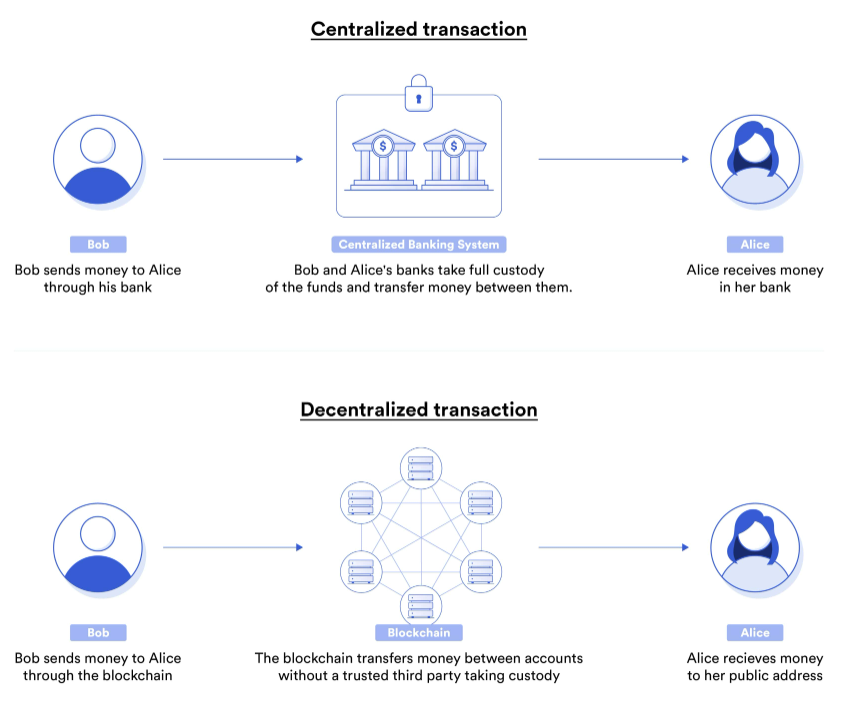 Centralized transaction
$ $
Bob
Centralized Banking System
Alice
Bob sends money to Alice
through his bank
Bob and Alice's banks take full custody
of the funds and transfer money between them.
Alice receives money
in her bank
Decentralized transaction
Bob
Blockchain
Alice
Bob sends money to Alice
through the blockchain
The blockchain transfers money between accounts
without a trusted third party taking custody
Alice recieves money
to her public address